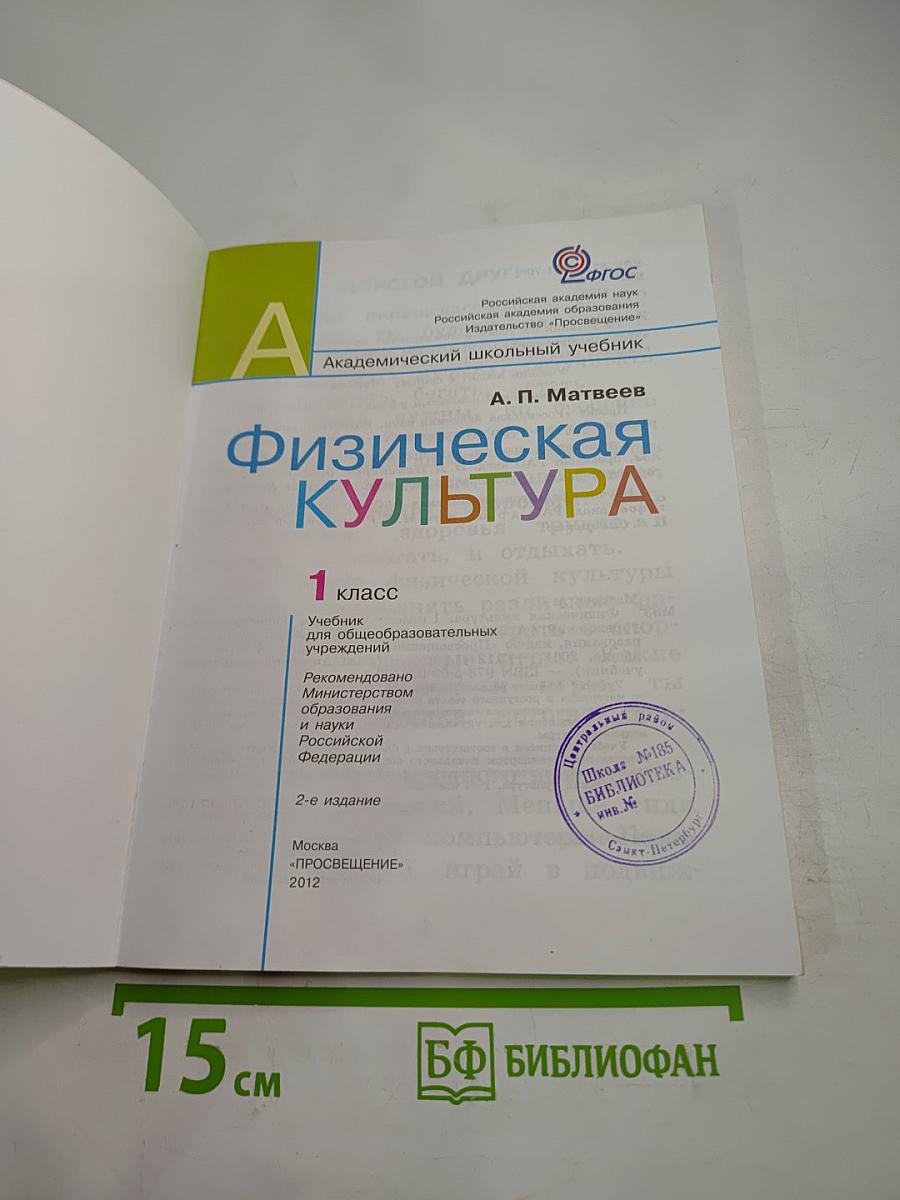 ФГОС
Российская академия наук
Российская академия образования
Издательство «Просвещение»
А
Академический школьный учебник
А. П. Матвеев
Физическая
КУЛЬТУРА
1 класс
Учебник
для общеобразовательных
учреждений
Рекомендовано
Министерством
образования
и науки
Российской
Федерации
2-е издание
Москва
«ПРОСВЕЩЕНИЕ»
2012
Центральный район
Школа №185
БИБЛИОТЕКА
инв.№
Санкт-Петербург
15 см
БФ БИБЛИОФАН